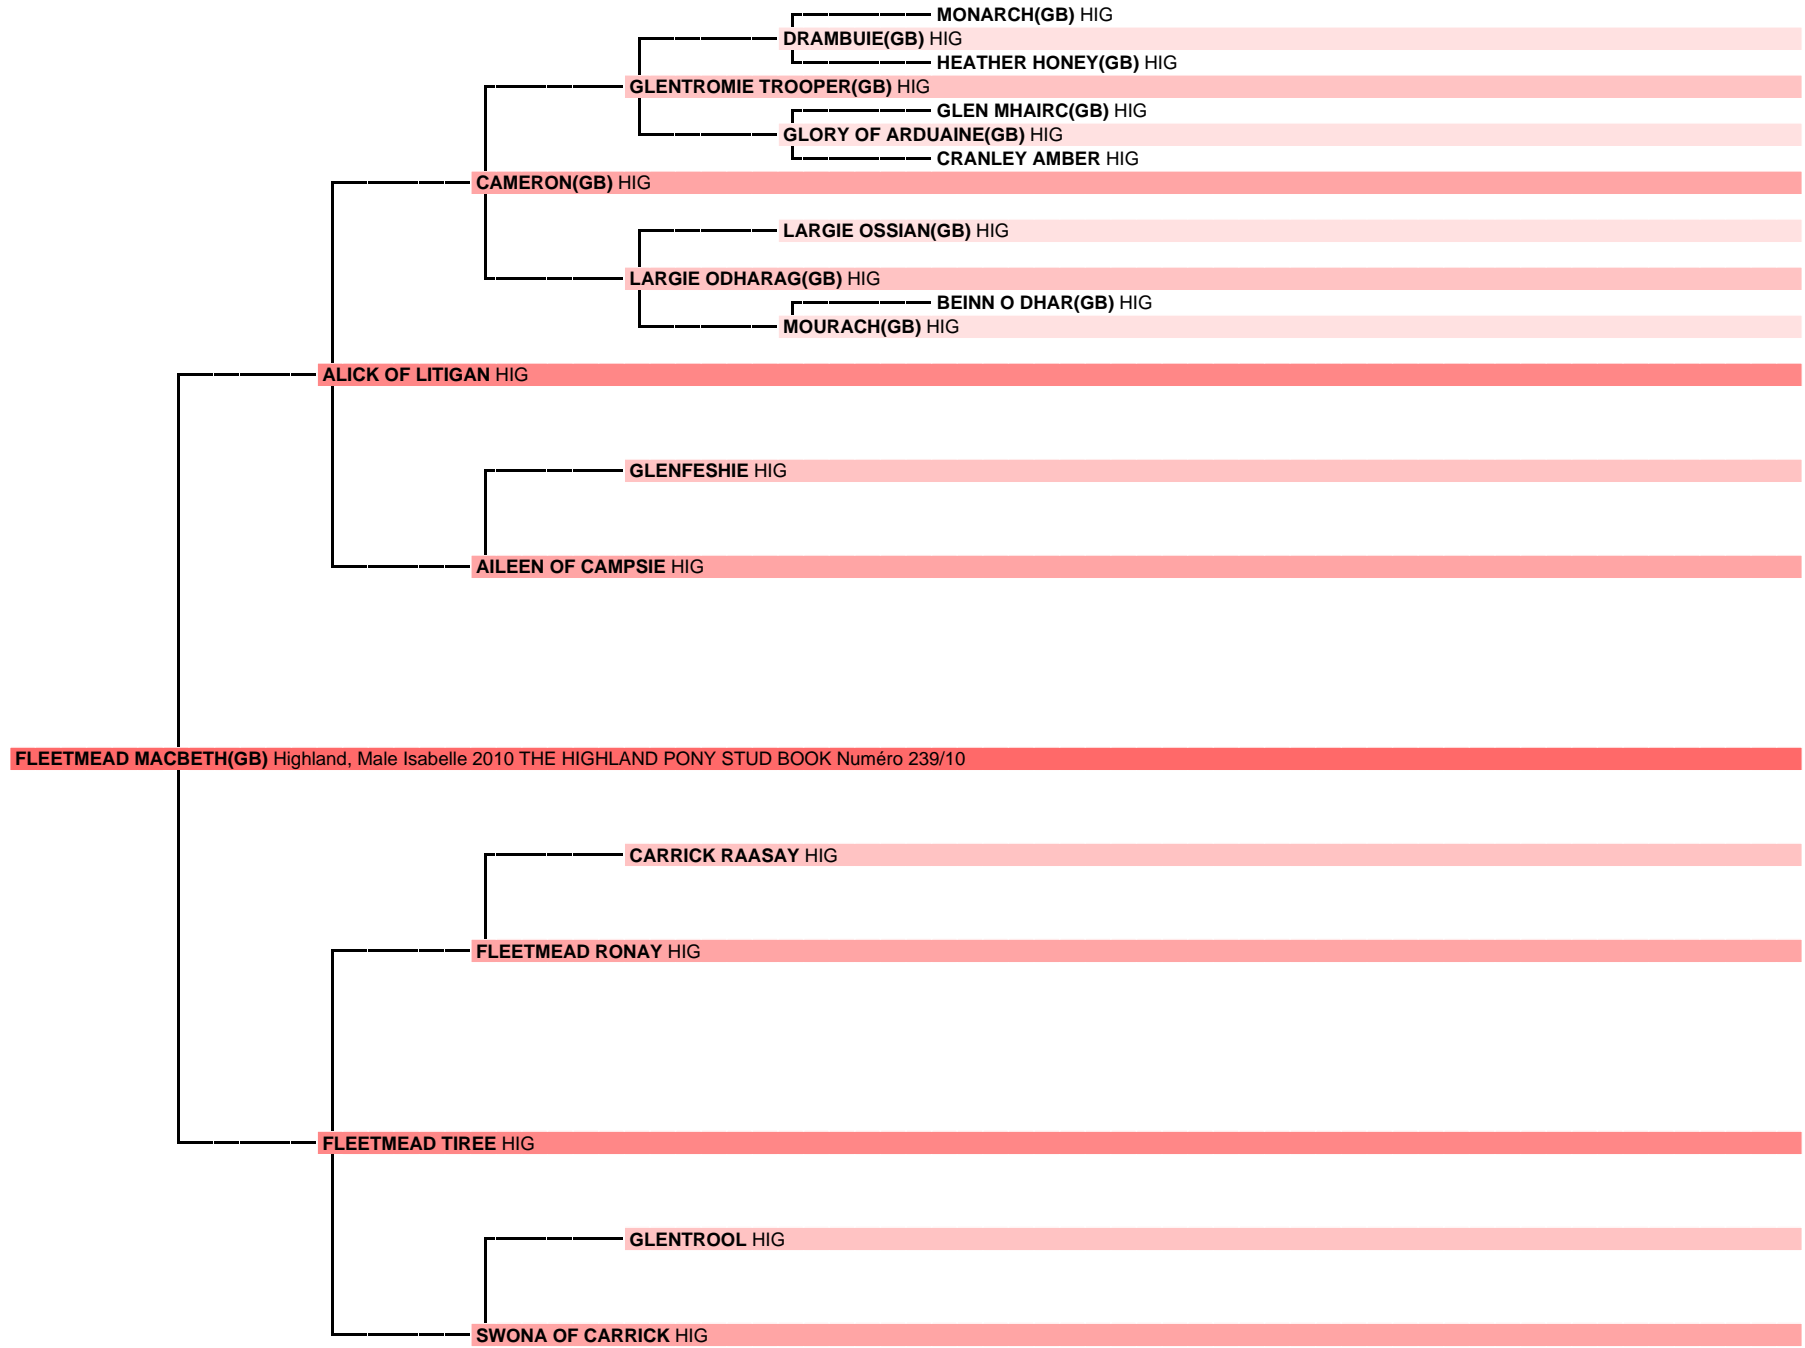 MONARCH(GB) HIG
DRAMBUIE(GB) HIG
HEATHER HONEY(GB) HIG
GLENTROMIE TROOPER(GB) HIG
GLEN MHAIRC(GB) HIG
GLORY OF ARDUAINE(GB) HIG
CRANLEY AMBER HIG
CAMERON(GB) HIG
LARGIE OSSIAN(GB) HIG
LARGIE ODHARAG(GB) HIG
BEINN O DHAR(GB) HIG
MOURACH(GB) HIG
ALICK OF LITIGAN HIG
GLENFESHIE HIG
AILEEN OF CAMPSIE HIG
FLEETMEAD MACBETH(GB) Highland, Male Isabelle 2010 THE HIGHLAND PONY STUD BOOK Numéro 239/10
CARRICK RAASAY HIG
FLEETMEAD RONAY HIG
FLEETMEAD TIREE HIG
GLENTROOL HIG
SWONA OF CARRICK HIG